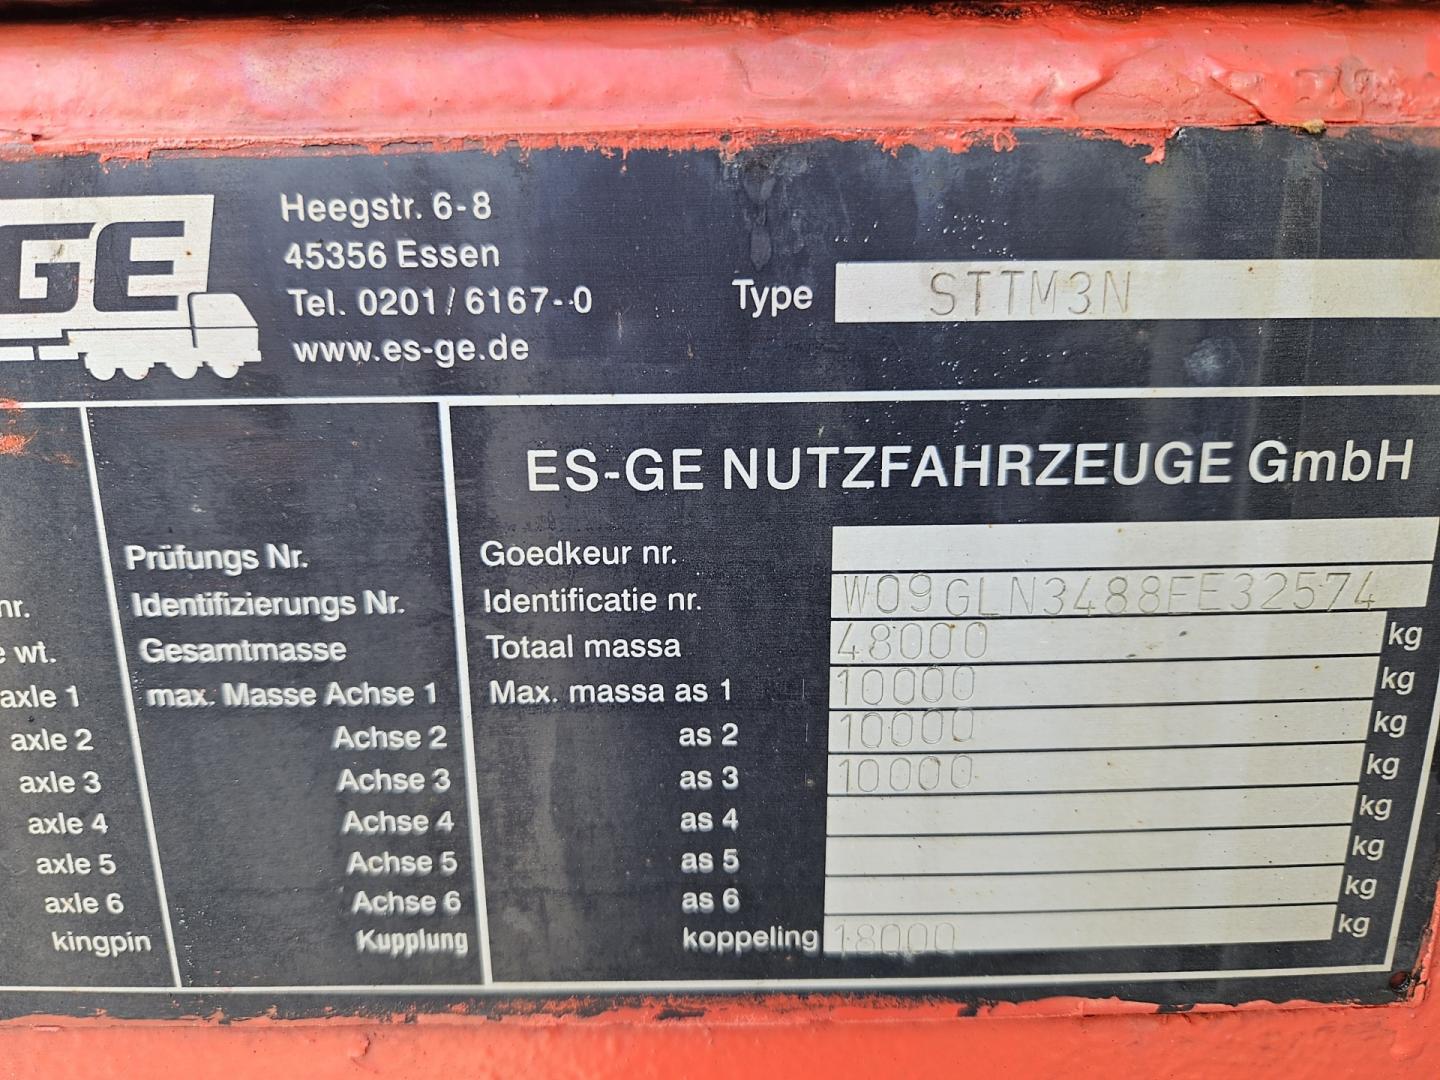 GE
Heegstr. 6-8
45356 Essen
Tel. 0201/6167-0
www.es-ge.de
Type STTM3N
ES-GE NUTZFAHRZEUGE GmbH
Prüfungs Nr. Goedkeur nr.
nr. Identifizierungs Nr. Identificatie nr. W09GLN3488EE32574
wt. Gesamtmasse Totaal massa 48000 kg
axle 1 max. Masse Achse 1 Max. massa as 1 10000 kg
axle 2 Achse 2 as 2 10000 kg
axle 3 Achse 3 as 3 10000 kg
axle 4 Achse 4 as 4 kg
axle 5 Achse 5 as 5 kg
axle 6 Achse 6 as 6 kg
kingpin Kupplung koppeling 18000 kg